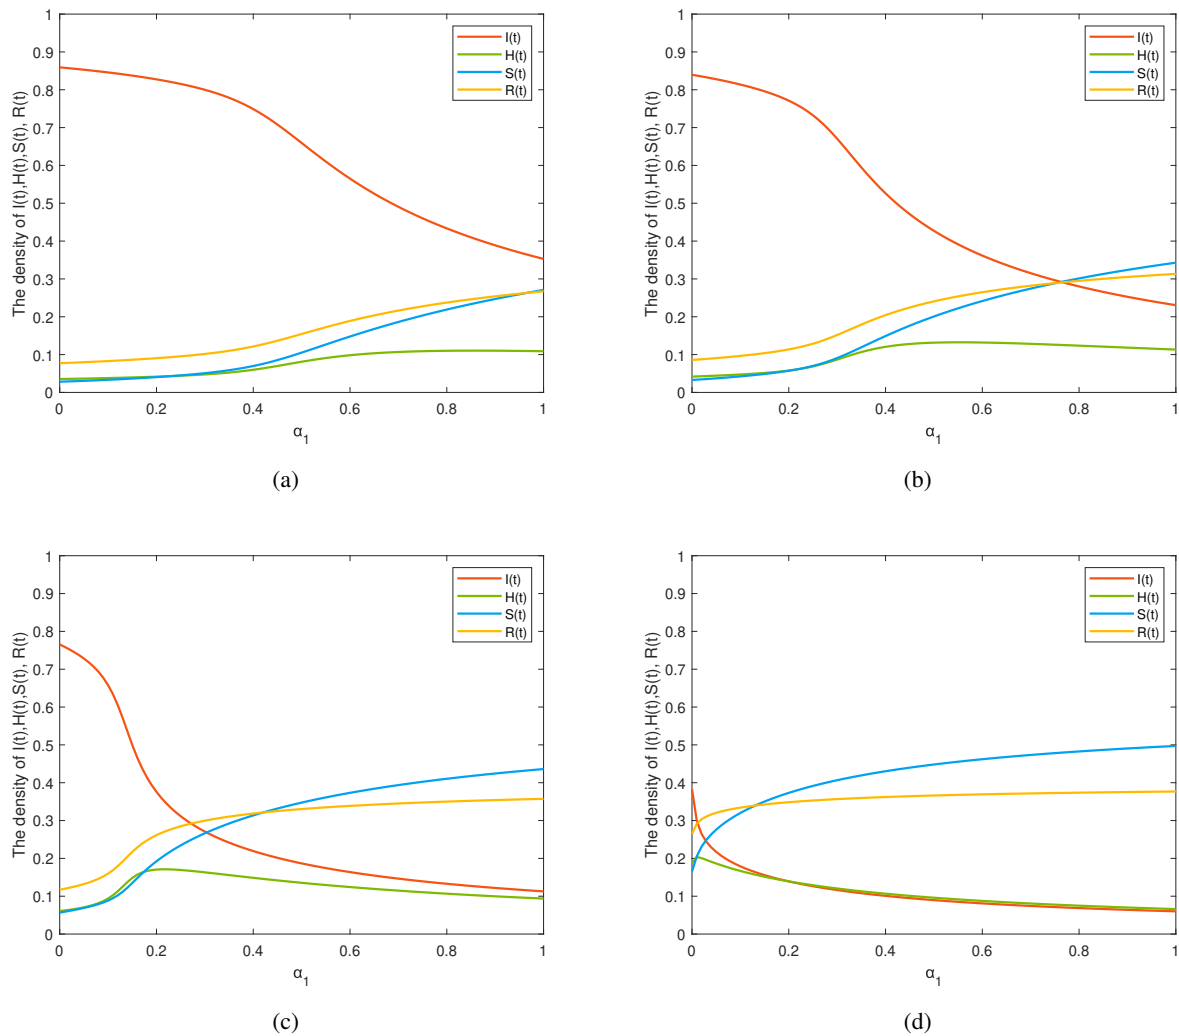 The density of I(t),H(t),S(t), R(t)
1
0.9
0.8
0.7
0.6
0.5
0.4
0.3
0.2
0.1
0
I(t)
H(t)
S(t)
R(t)
0 0.2 0.4 0.6 0.8 1
α1
(a)
The density of I(t),H(t),S(t), R(t)
1
0.9
0.8
0.7
0.6
0.5
0.4
0.3
0.2
0.1
0
I(t)
H(t)
S(t)
R(t)
0 0.2 0.4 0.6 0.8 1
α1
(b)
The density of I(t),H(t),S(t), R(t)
1
0.9
0.8
0.7
0.6
0.5
0.4
0.3
0.2
0.1
0
I(t)
H(t)
S(t)
R(t)
0 0.2 0.4 0.6 0.8 1
α1
(c)
The density of I(t),H(t),S(t), R(t)
1
0.9
0.8
0.7
0.6
0.5
0.4
0.3
0.2
0.1
0
I(t)
H(t)
S(t)
R(t)
0 0.2 0.4 0.6 0.8 1
α1
(d)